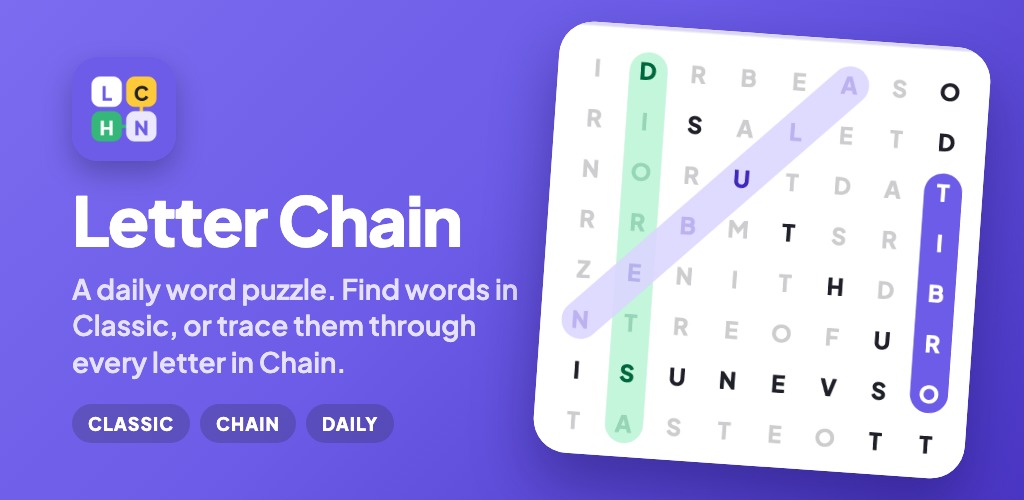 L C
H N
Letter Chain
A daily word puzzle. Find words in
Classic, or trace them through
every letter in Chain.
CLASSIC CHAIN DAILY
I D R B E A S O
R I S A L E T D
N O R U T D A T
R R B M T S R I
Z E N I T H D B
N T R E O F U R
I S U N E V S O
T A S T E O T T